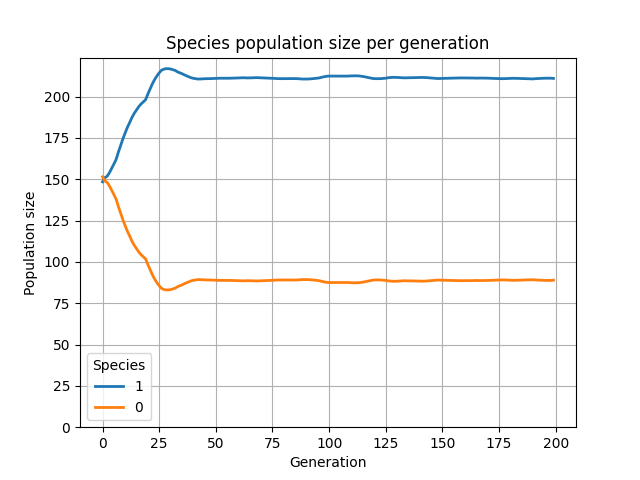 Species population size per generation
Population size
200
175
150
125
100
75
50
25
0
Species
1
0
0 25 50 75 100 125 150 175 200
Generation